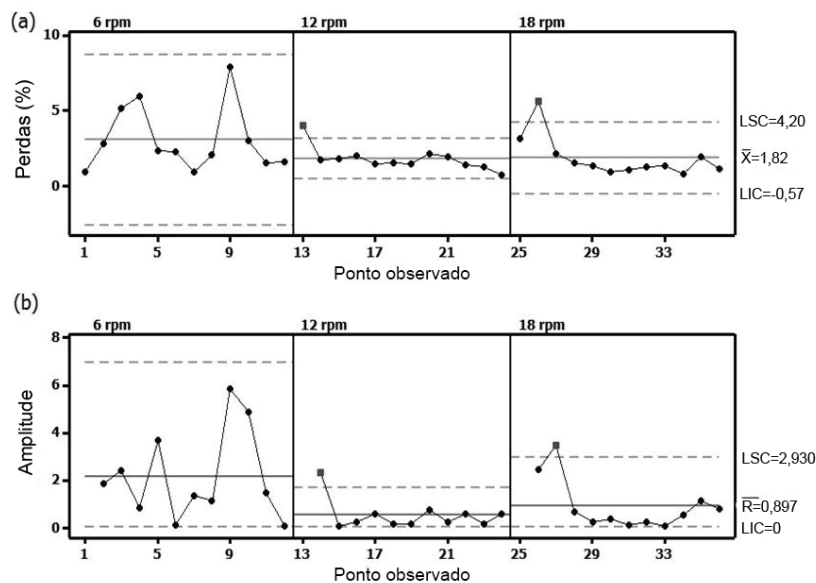 (a)
6 rpm 12 rpm 18 rpm
10
5
0
Perdas (%)
LSC=4,20
X̅=1,82
LIC=-0,57
1 5 9 13 17 21 25 29 33
Ponto observado
(b)
6 rpm 12 rpm 18 rpm
8
6
4
2
0
Amplitude
LSC=2,930
R̅=0,897
LIC=0
1 5 9 13 17 21 25 29 33
Ponto observado